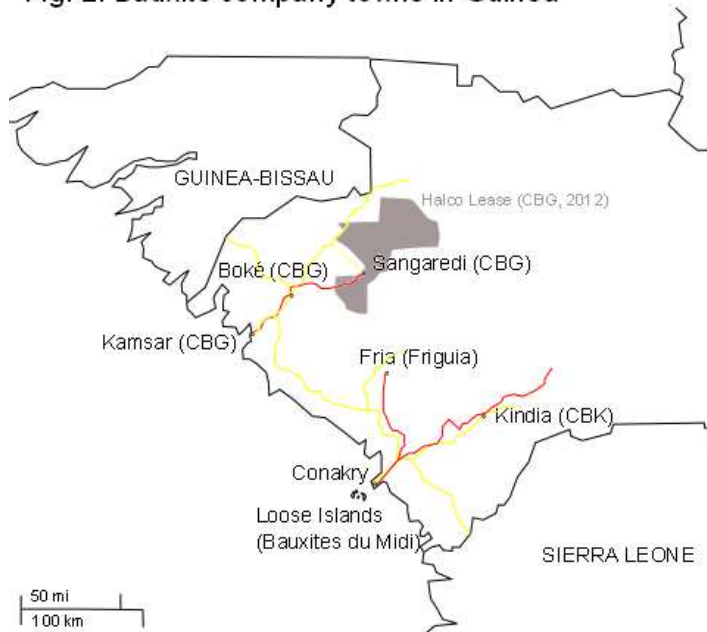 Fig. 2: Bauxite company towns in Guinea
GUINEA-BISSAU
Halco Lease (CBG, 2012)
Boké (CBG)
Sangaredi (CBG)
Kamsar (CBG)
Fria (Friguia)
Kindia (CBK)
Conakry
Loose Islands
(Bauxites du Midi)
SIERRA LEONE
50 mi
100 km